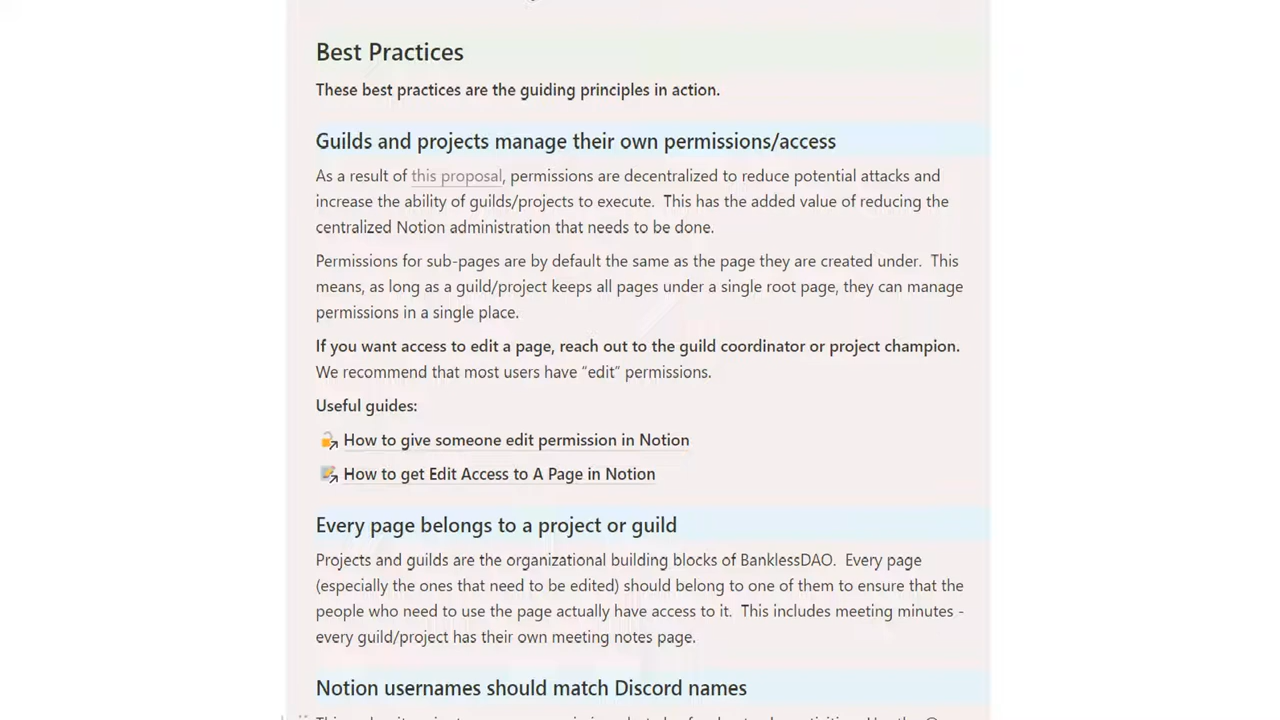 Best Practices
These best practices are the guiding principles in action.
Guilds and projects manage their own permissions/access
As a result of this proposal, permissions are decentralized to reduce potential attacks and
increase the ability of guilds/projects to execute.  This has the added value of reducing the
centralized Notion administration that needs to be done.
Permissions for sub-pages are by default the same as the page they are created under.  This
means, as long as a guild/project keeps all pages under a single root page, they can manage
permissions in a single place.
If you want access to edit a page, reach out to the guild coordinator or project champion.
We recommend that most users have “edit” permissions.
Useful guides:
How to give someone edit permission in Notion
How to get Edit Access to A Page in Notion
Every page belongs to a project or guild
Projects and guilds are the organizational building blocks of BanklessDAO.  Every page
(especially the ones that need to be edited) should belong to one of them to ensure that the
people who need to use the page actually have access to it.  This includes meeting minutes -
every guild/project has their own meeting notes page.
Notion usernames should match Discord names